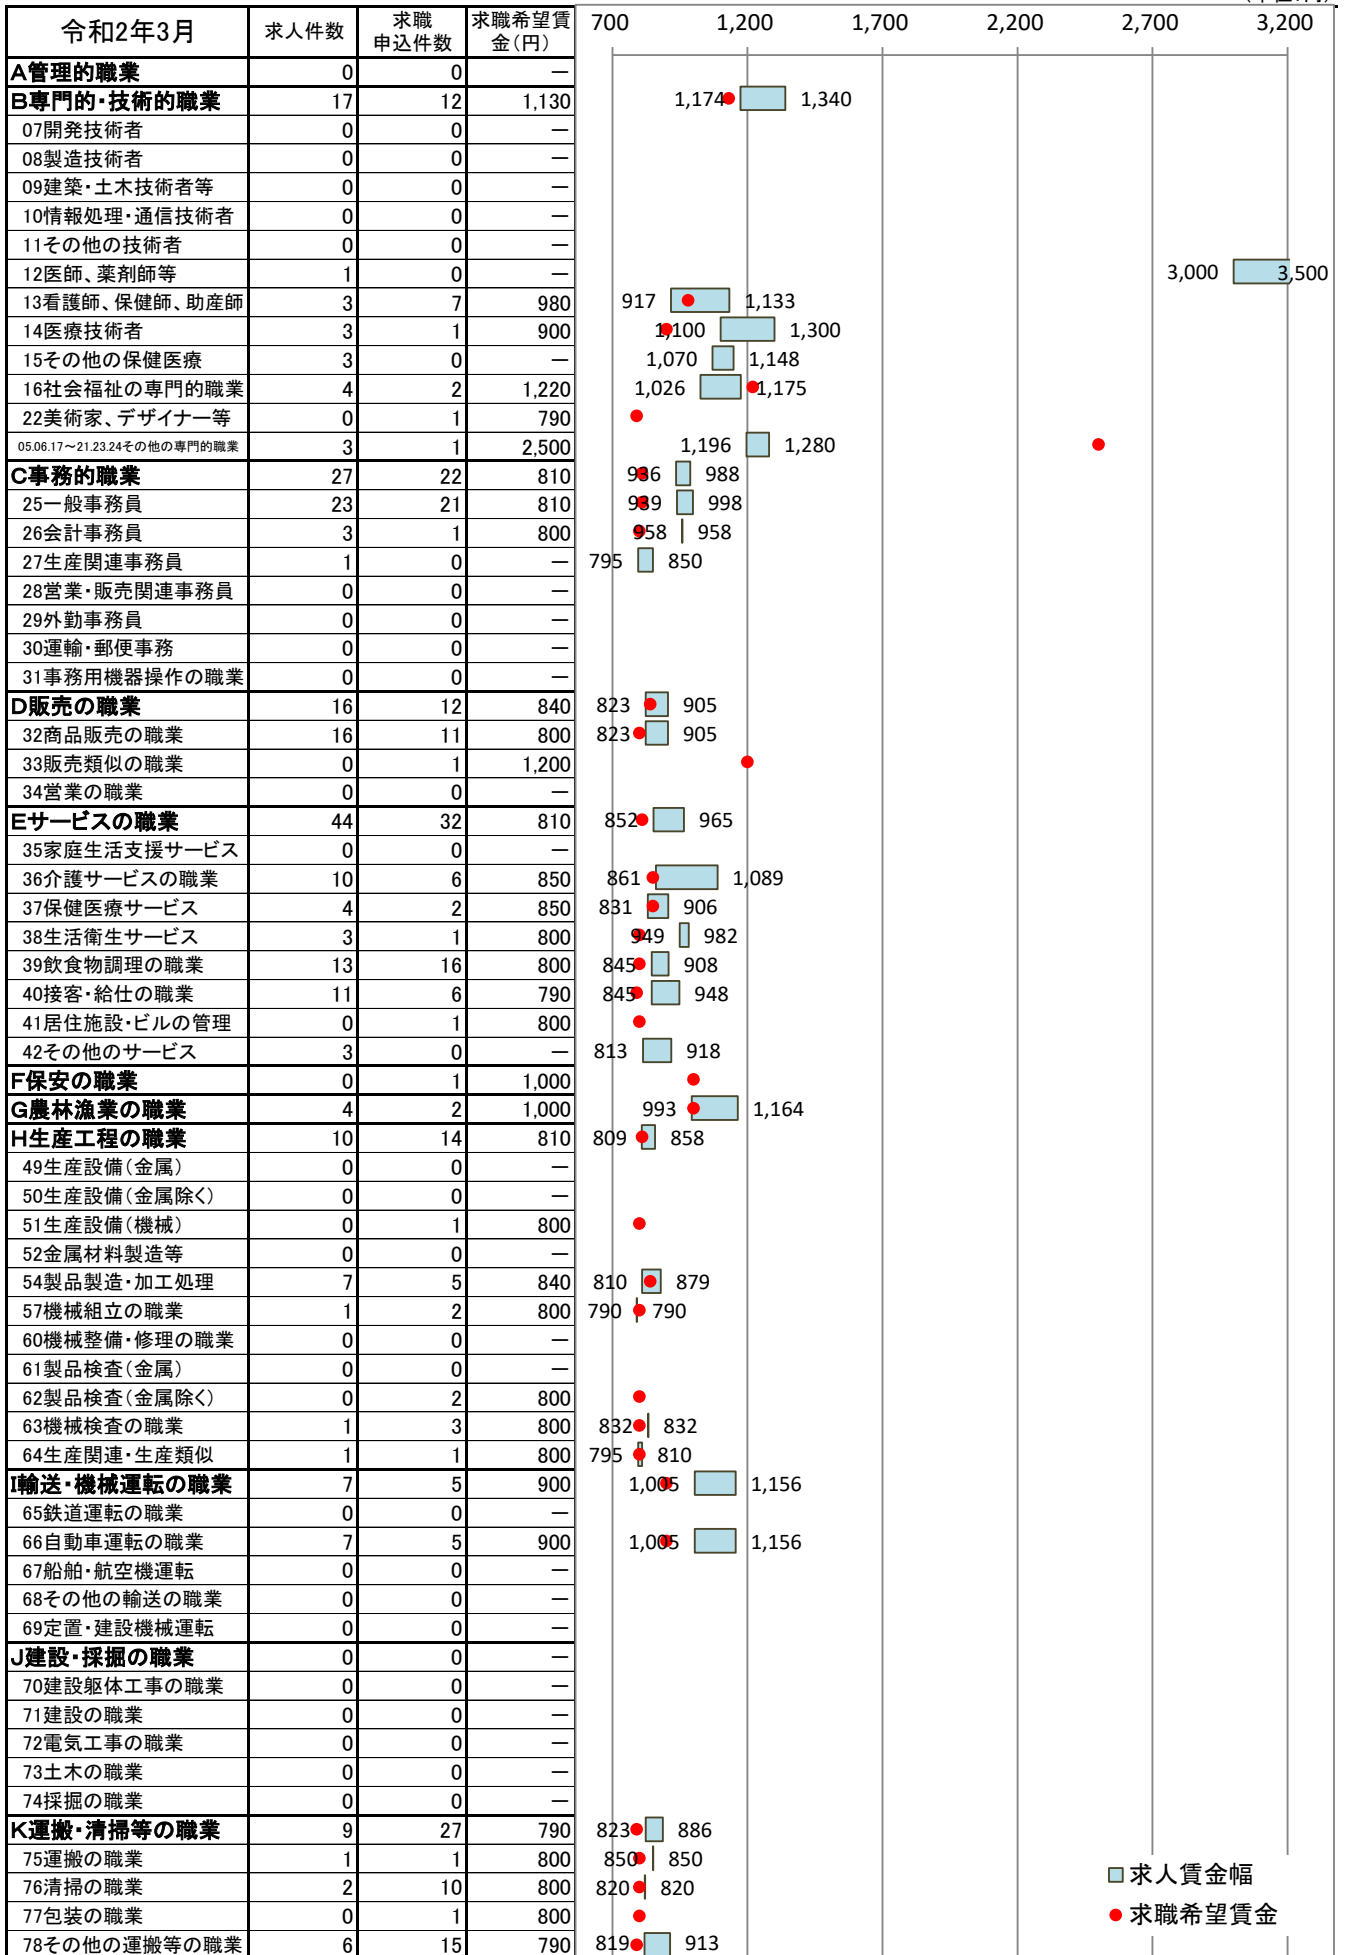 令和2年3月 求人件数 求職申込件数 求職希望賃金(円) 700 1,200 1,700 2,200 2,700 3,200
A管理的職業 0 0 ―
B専門的・技術的職業 17 12 1,130 1,174 1,340
07開発技術者 0 0 ―
08製造技術者 0 0 ―
09建築・土木技術者等 0 0 ―
10情報処理・通信技術者 0 0 ―
11その他の技術者 0 0 ―
12医師、薬剤師等 1 0 ― 3,000 3,500
13看護師、保健師、助産師 3 7 980 917 1,133
14医療技術者 3 1 900 1,100 1,300
15その他の保健医療 3 0 ― 1,070 1,148
16社会福祉の専門的職業 4 2 1,220 1,026 1,175
22美術家、デザイナー等 0 1 790
05.06.17~21.23.24その他の専門的職業 3 1 2,500 1,196 1,280
C事務的職業 27 22 810 936 988
25一般事務員 23 21 810 939 998
26会計事務員 3 1 800 958 958
27生産関連事務員 1 0 ― 795 850
28営業・販売関連事務員 0 0 ―
29外勤事務員 0 0 ―
30運輸・郵便事務 0 0 ―
31事務用機器操作の職業 0 0 ―
D販売の職業 16 12 840 823 905
32商品販売の職業 16 11 800 823 905
33販売類似の職業 0 1 1,200
34営業の職業 0 0 ―
Eサービスの職業 44 32 810 852 965
35家庭生活支援サービス 0 0 ―
36介護サービスの職業 10 6 850 861 1,089
37保健医療サービス 4 2 850 831 906
38生活衛生サービス 3 1 800 949 982
39飲食物調理の職業 13 16 800 845 908
40接客・給仕の職業 11 6 790 845 948
41居住施設・ビルの管理 0 1 800
42その他のサービス 3 0 ― 813 918
F保安の職業 0 1 1,000
G農林漁業の職業 4 2 1,000 993 1,164
H生産工程の職業 10 14 810 809 858
49生産設備(金属) 0 0 ―
50生産設備(金属除く) 0 0 ―
51生産設備(機械) 0 1 800
52金属材料製造等 0 0 ―
54製品製造・加工処理 7 5 840 810 879
57機械組立の職業 1 2 800 790 790
60機械整備・修理の職業 0 0 ―
61製品検査(金属) 0 0 ―
62製品検査(金属除く) 0 2 800
63機械検査の職業 1 3 800 832 832
64生産関連・生産類似 1 1 800 795 810
I輸送・機械運転の職業 7 5 900 1,005 1,156
65鉄道運転の職業 0 0 ―
66自動車運転の職業 7 5 900 1,005 1,156
67船舶・航空機運転 0 0 ―
68その他の輸送の職業 0 0 ―
69定置・建設機械運転 0 0 ―
J建設・採掘の職業 0 0 ―
70建設躯体工事の職業 0 0 ―
71建設の職業 0 0 ―
72電気工事の職業 0 0 ―
73土木の職業 0 0 ―
74採掘の職業 0 0 ―
K運搬・清掃等の職業 9 27 790 823 886
75運搬の職業 1 1 800 850 850
76清掃の職業 2 10 800 820 820
77包装の職業 0 1 800
78その他の運搬等の職業 6 15 790 819 913
求人賃金幅
求職希望賃金